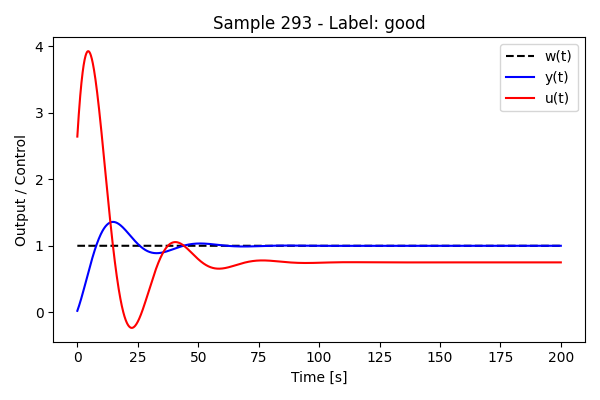 Sample 293 - Label: good
w(t)
y(t)
u(t)
Output / Control
4
3
2
1
0
0 25 50 75 100 125 150 175 200
Time [s]